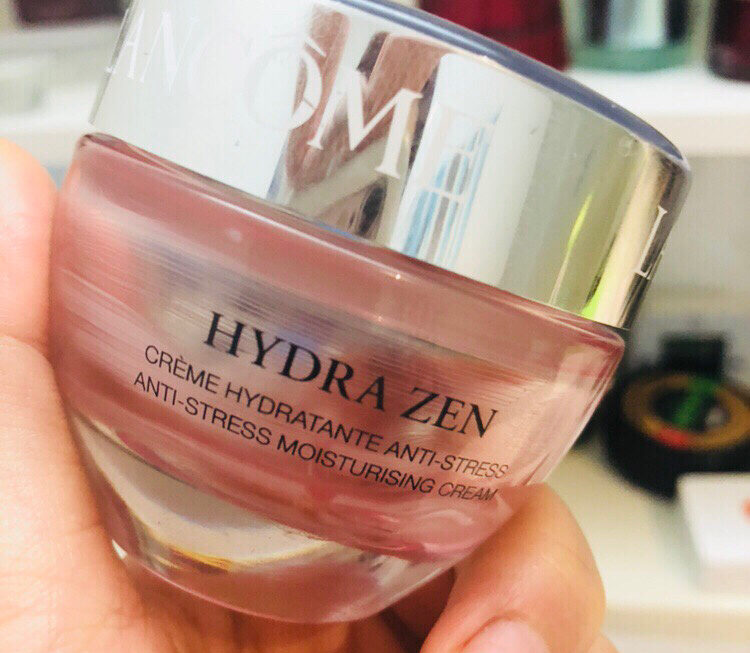 LANCÔME L
HYDRA ZEN
CRÈME HYDRATANTE ANTI-STRESS
ANTI-STRESS MOISTURISING CREAM